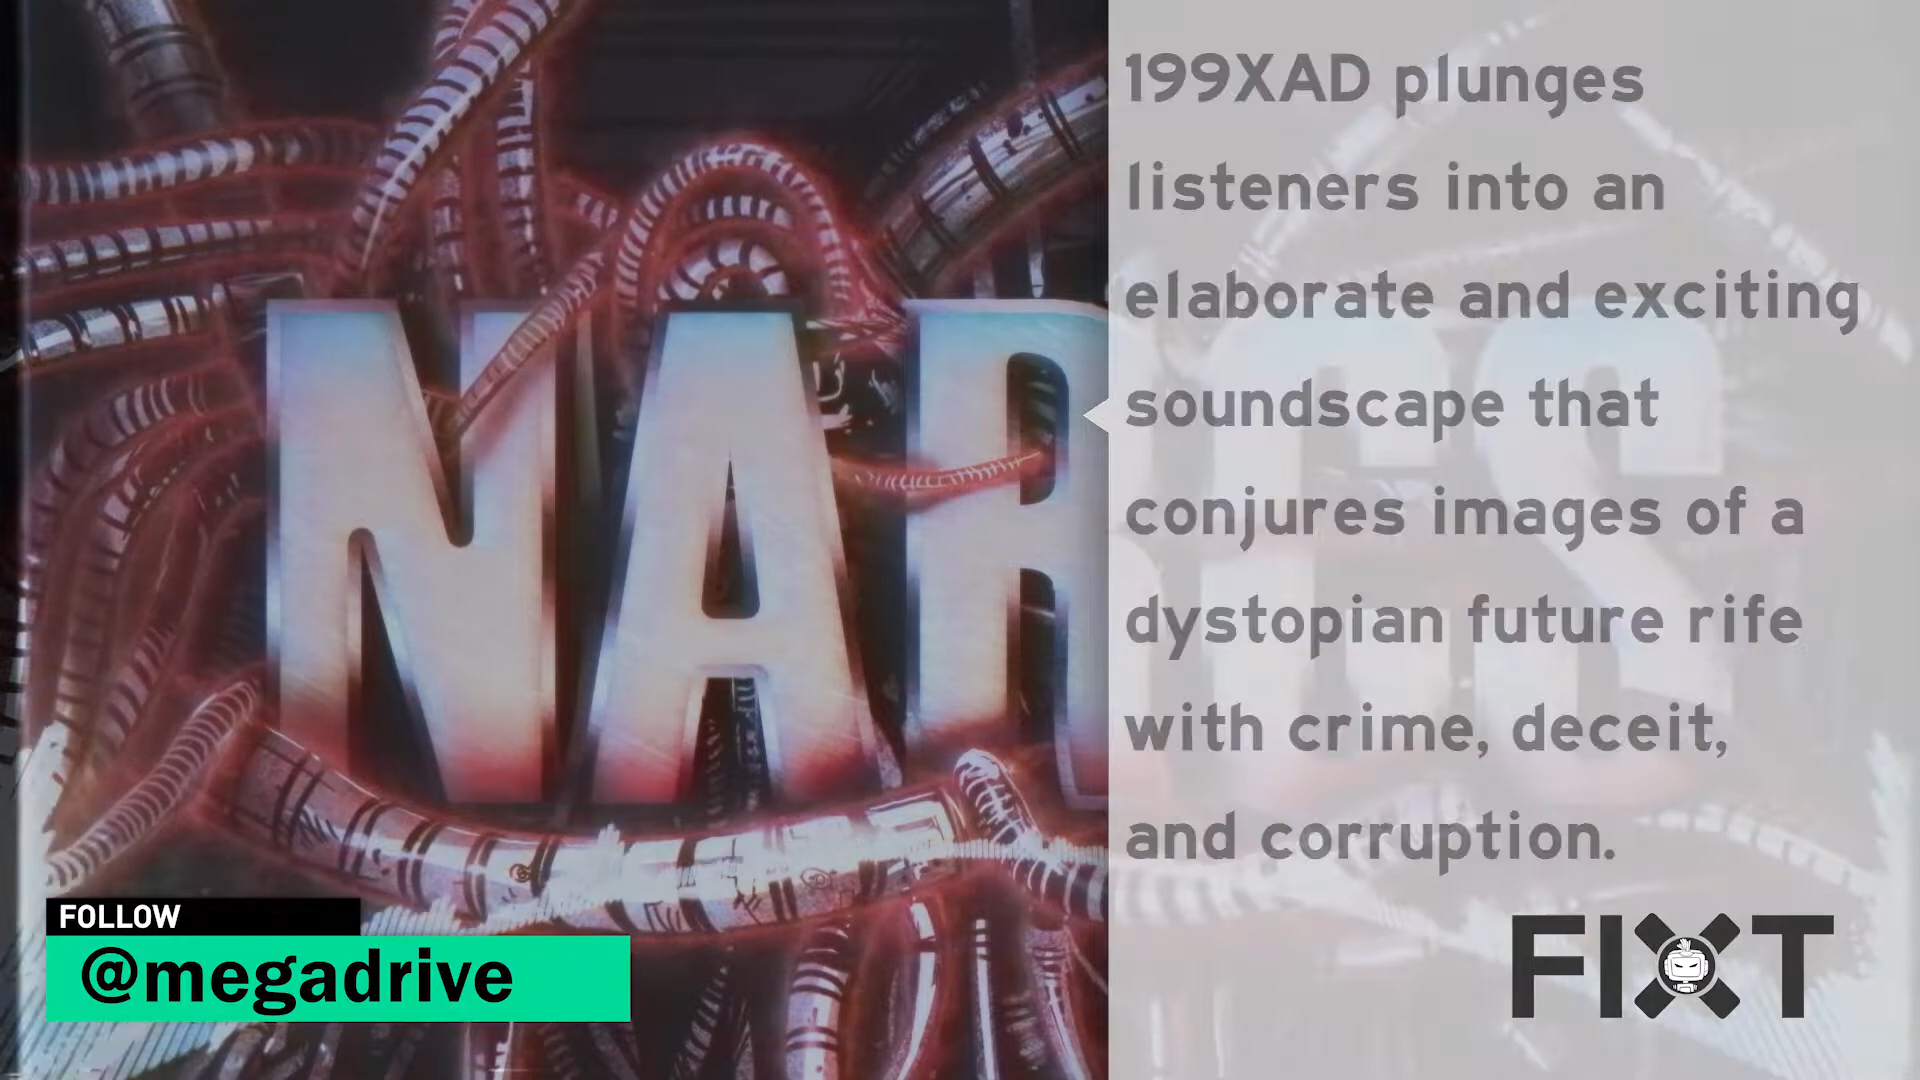 199XAD plunges
listeners into an
elaborate and exciting
soundscape that
conjures images of a
dystopian future rife
with crime, deceit,
and corruption.
NAR
FOLLOW
@megadrive
FIXT